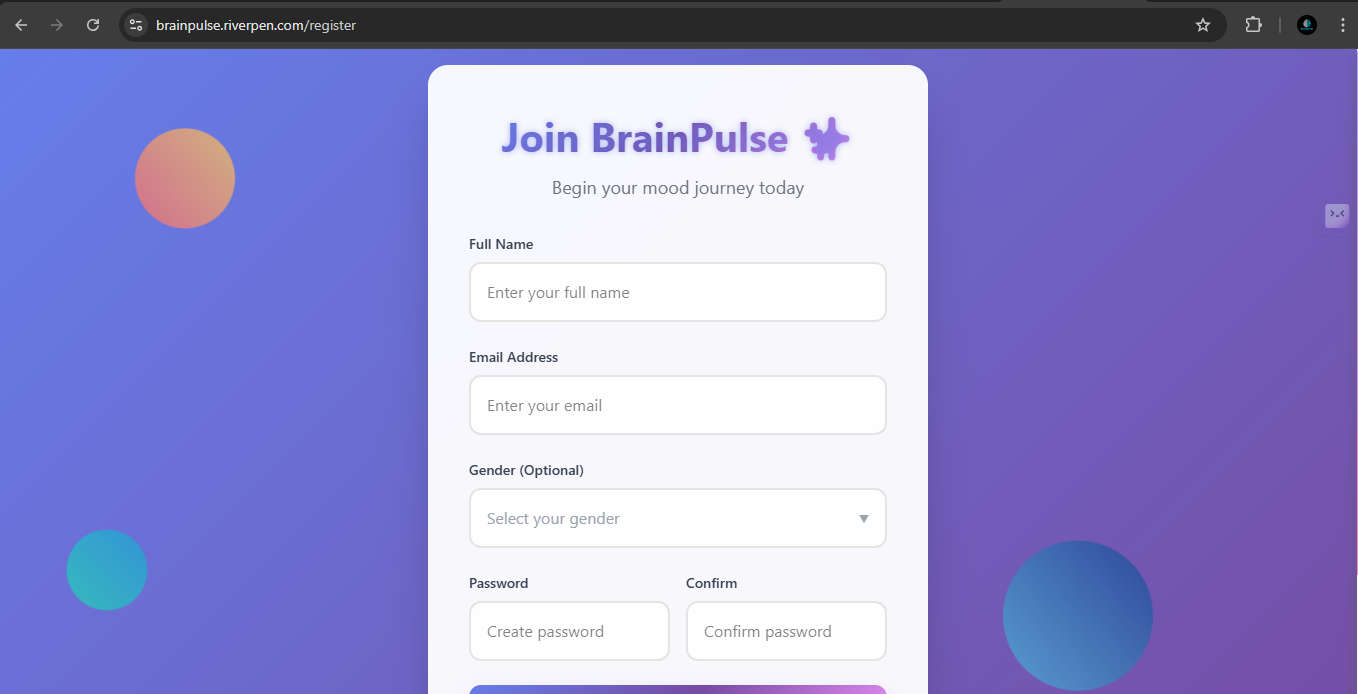 brainpulse.riverpen.com/register
Join BrainPulse
Begin your mood journey today
Full Name
Enter your full name
Email Address
Enter your email
Gender (Optional)
Select your gender
Password Confirm
Create password Confirm password